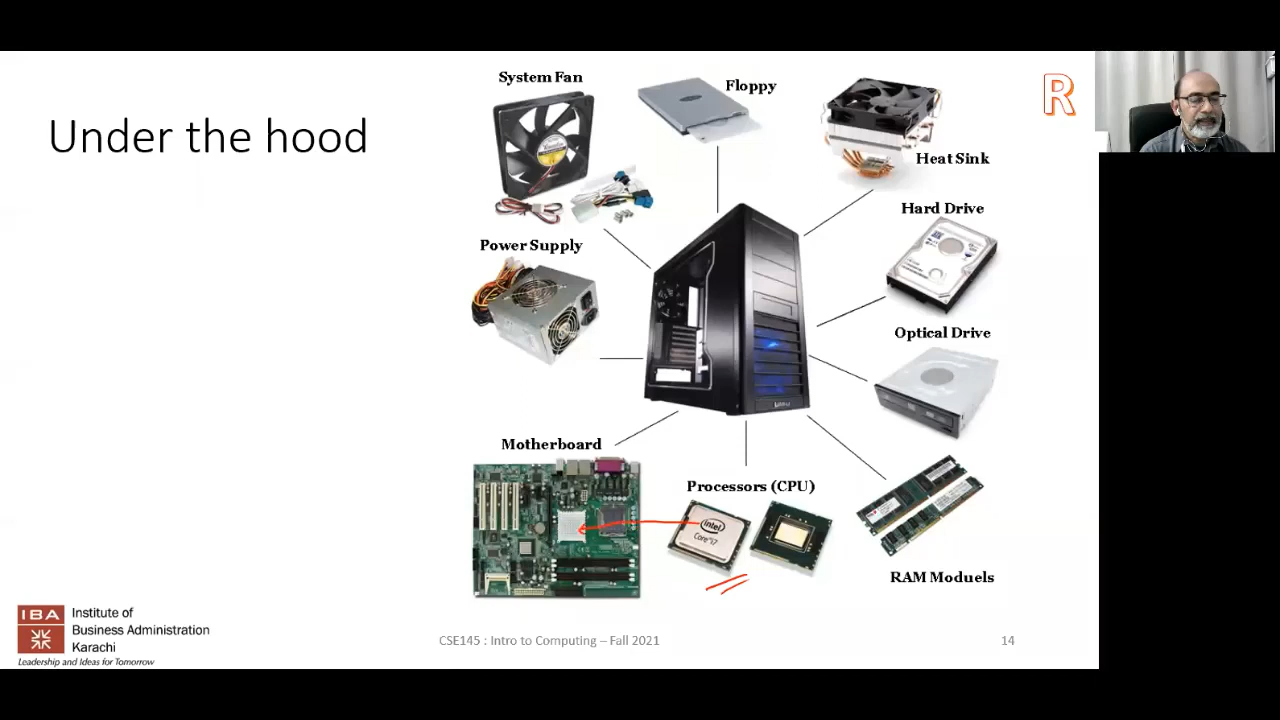 Under the hood
System Fan
Floppy
R
Heat Sink
Hard Drive
Power Supply
Optical Drive
Motherboard
Processors (CPU)
intel
Core i7
RAM Moduels
IBA
Institute of
Business Administration
Karachi
Leadership and Ideas for Tomorrow
CSE145 : Intro to Computing – Fall 2021
14